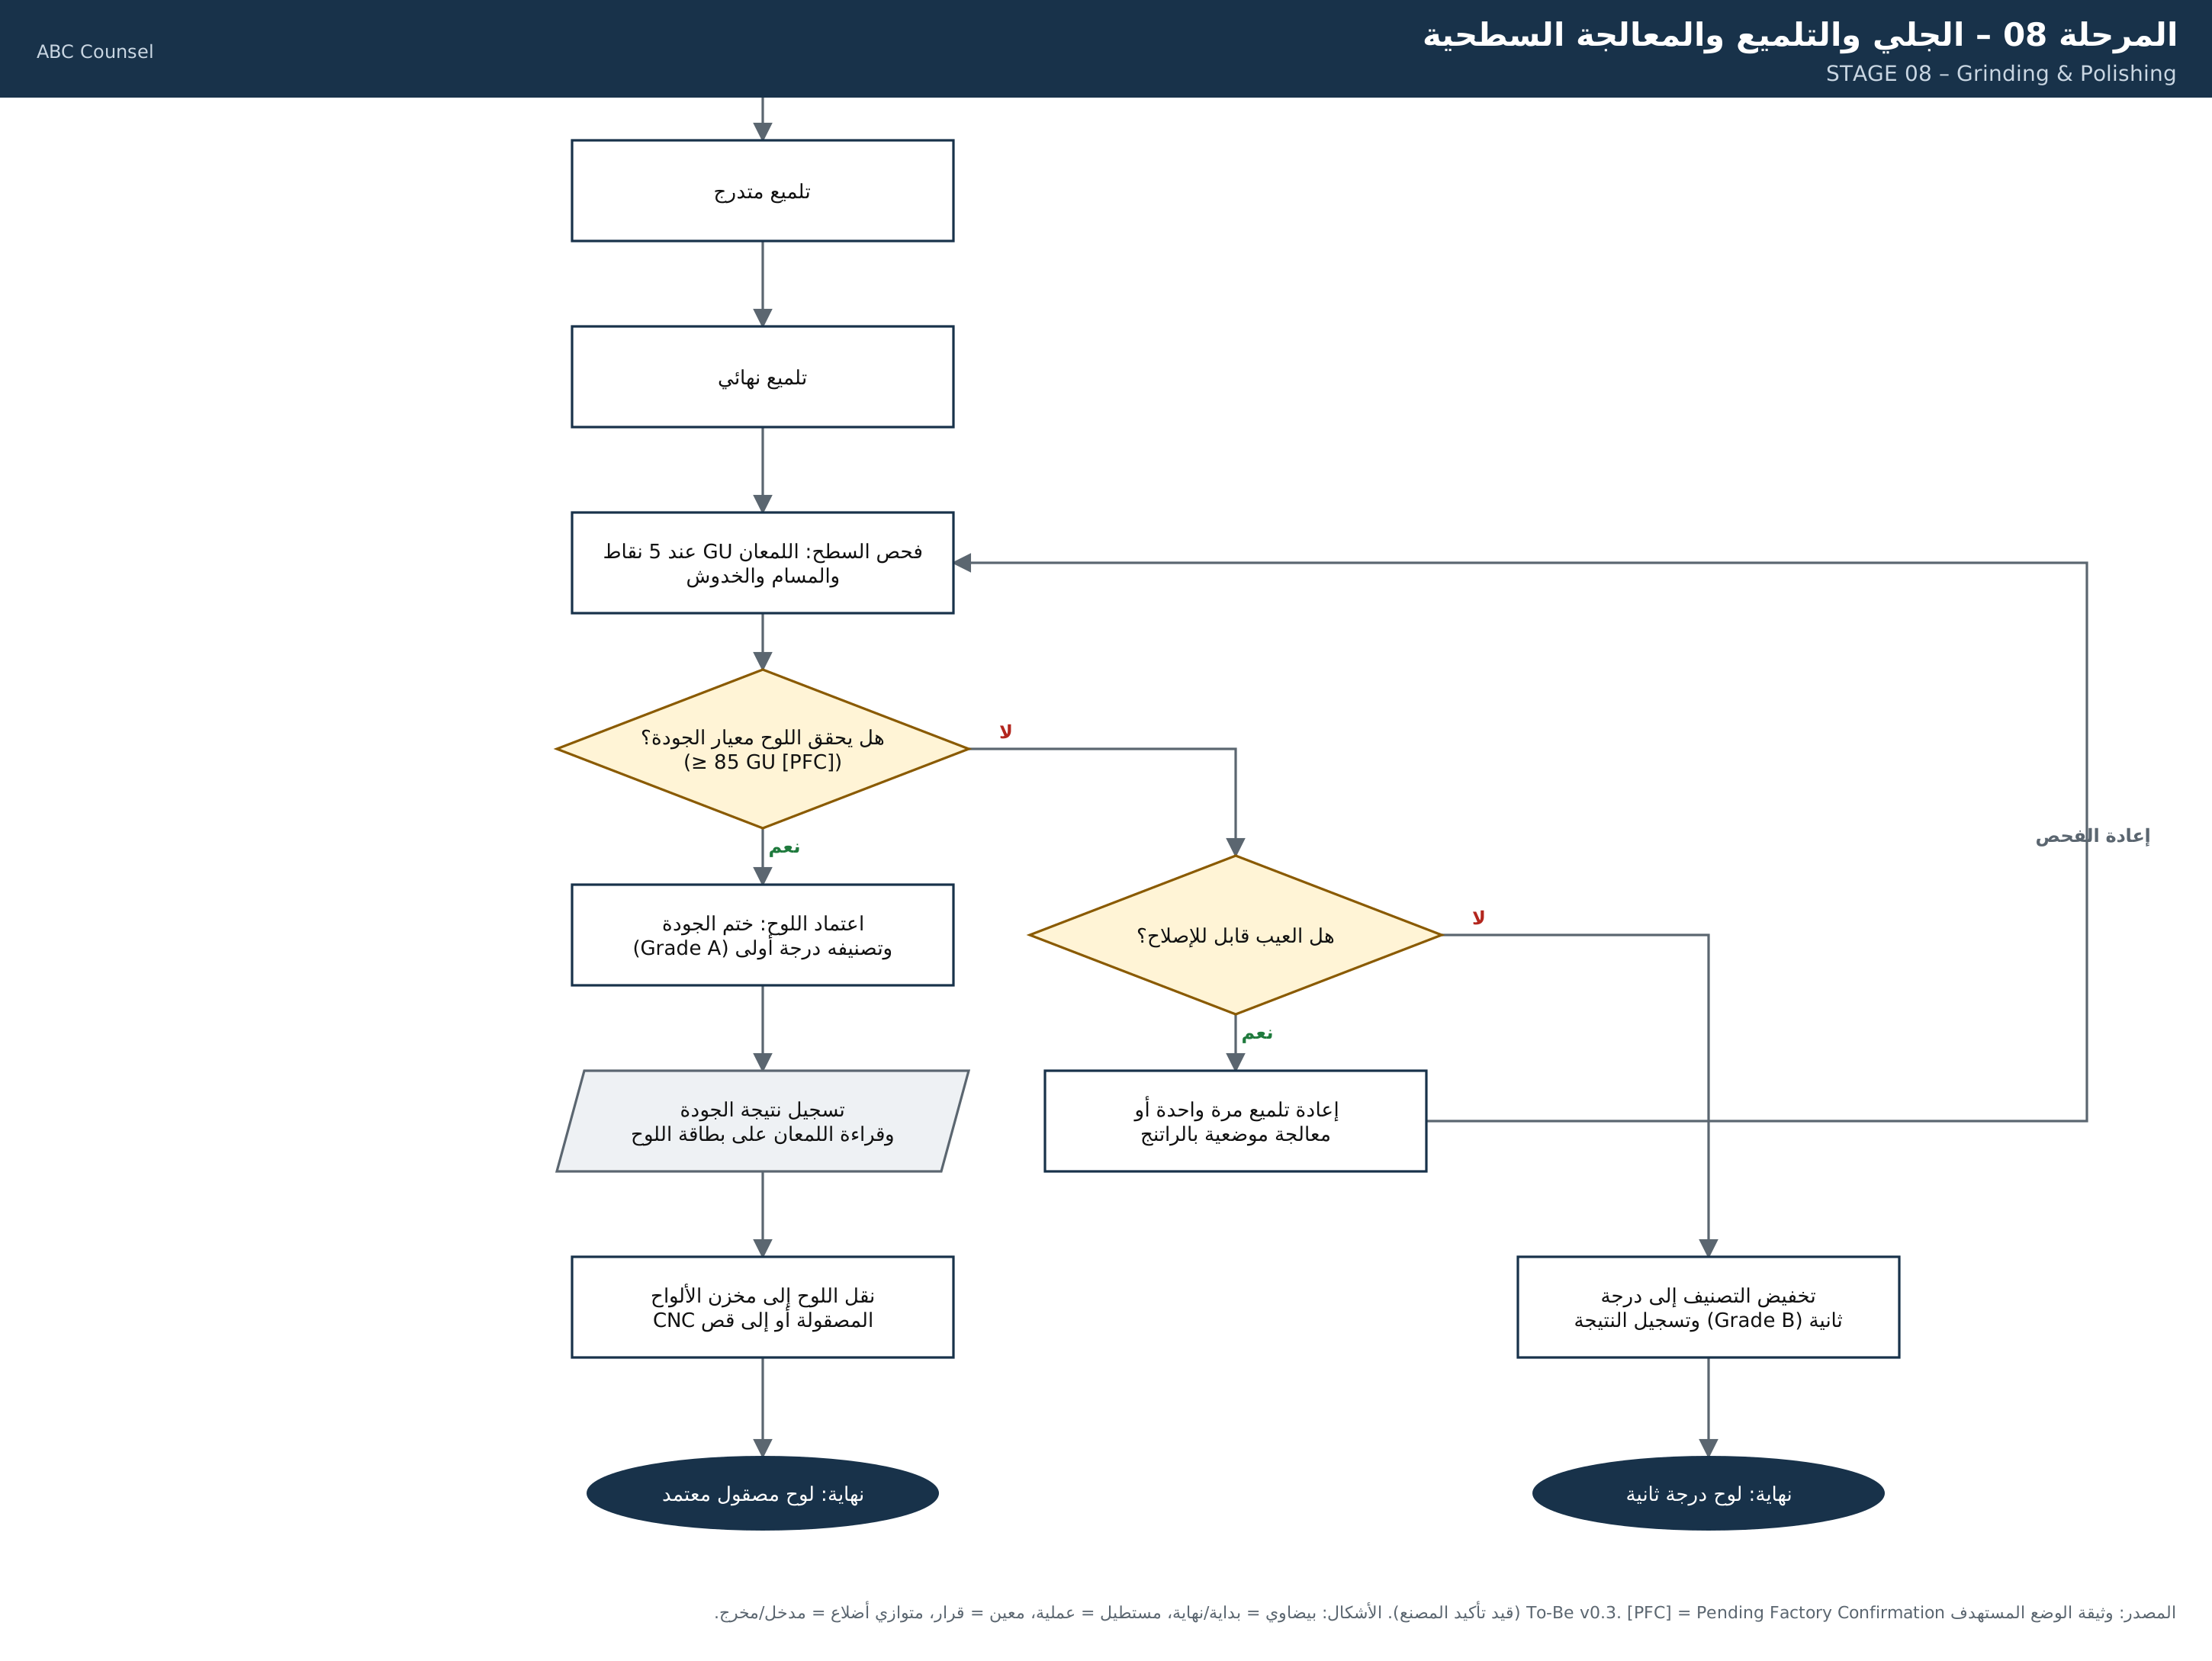 المرحلة 08 – الجلي والتلميع والمعالجة السطحية
STAGE 08 – Grinding & Polishing
ABC Counsel
تلميع متدرج
تلميع نهائي
فحص السطح: اللمعان GU عند 5 نقاط
والمسام والخدوش
هل يحقق اللوح معيار الجودة؟
(≥ 85 GU [PFC])
لا
نعم
إعادة الفحص
اعتماد اللوح: ختم الجودة
وتصنيفه درجة أولى (Grade A)
هل العيب قابل للإصلاح؟
لا
نعم
تسجيل نتيجة الجودة
وقراءة اللمعان على بطاقة اللوح
إعادة تلميع مرة واحدة أو
معالجة موضعية بالراتنج
نقل اللوح إلى مخزن الألواح
المصقولة أو إلى قص CNC
تخفيض التصنيف إلى درجة
ثانية (Grade B) وتسجيل النتيجة
نهاية: لوح مصقول معتمد
نهاية: لوح درجة ثانية
المصدر: وثيقة الوضع المستهدف To-Be v0.3. [PFC] = Pending Factory Confirmation (قيد تأكيد المصنع). الأشكال: بيضاوي = بداية/نهاية، مستطيل = عملية، معين = قرار، متوازي أضلاع = مدخل/مخرج.